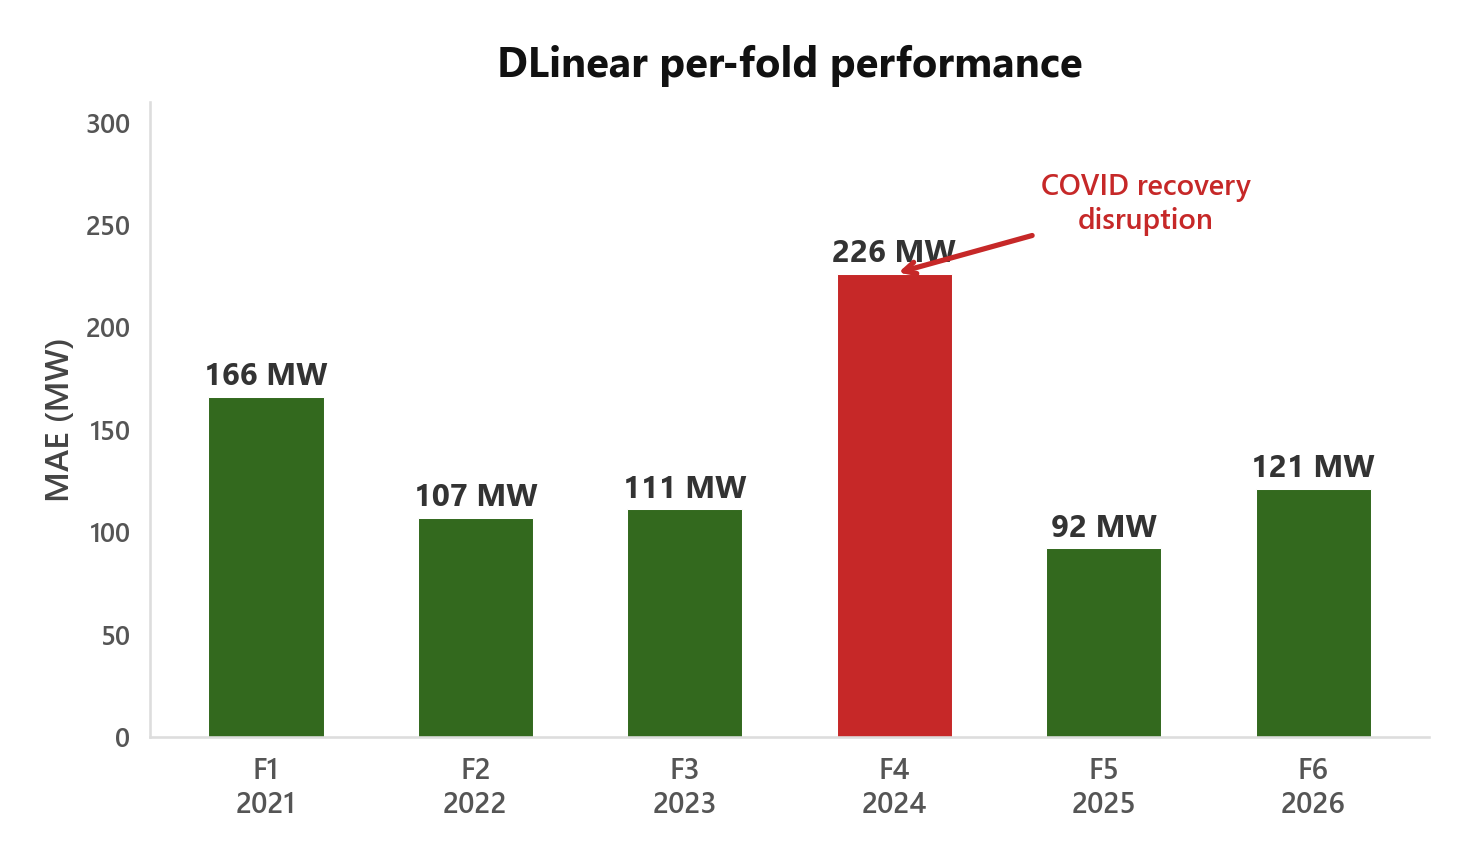 DLinear per-fold performance
MAE (MW)
300
250
200
150
100
50
0
COVID recovery
disruption
166 MW
107 MW
111 MW
226 MW
92 MW
121 MW
F1
2021
F2
2022
F3
2023
F4
2024
F5
2025
F6
2026